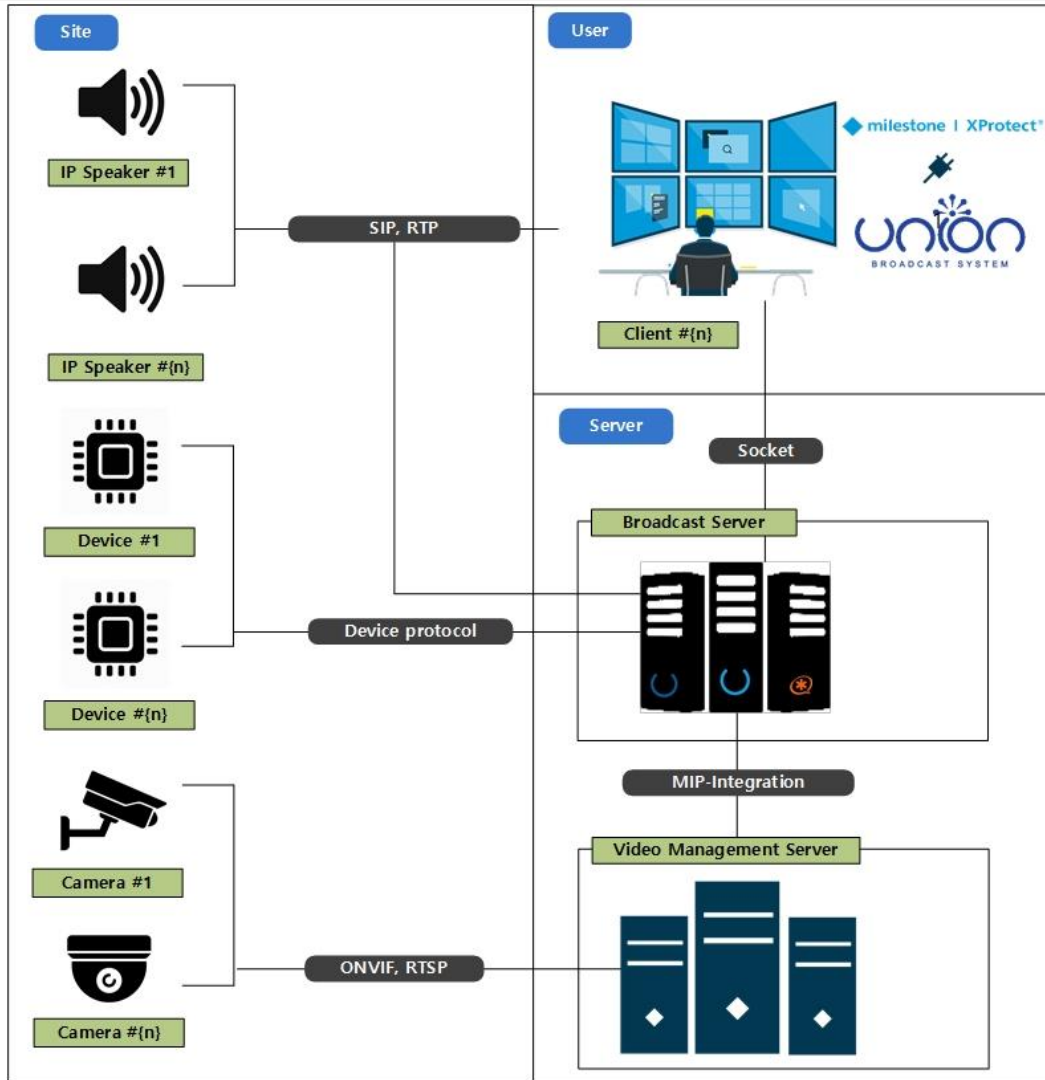 Site
IP Speaker #1
IP Speaker #{n}
Device #1
Device #{n}
Camera #1
Camera #{n}
SIP, RTP
Device protocol
ONVIF, RTSP
User
milestone | XProtect®
union
BROADCAST SYSTEM
Client #{n}
Server
Socket
Broadcast Server
MIP-Integration
Video Management Server